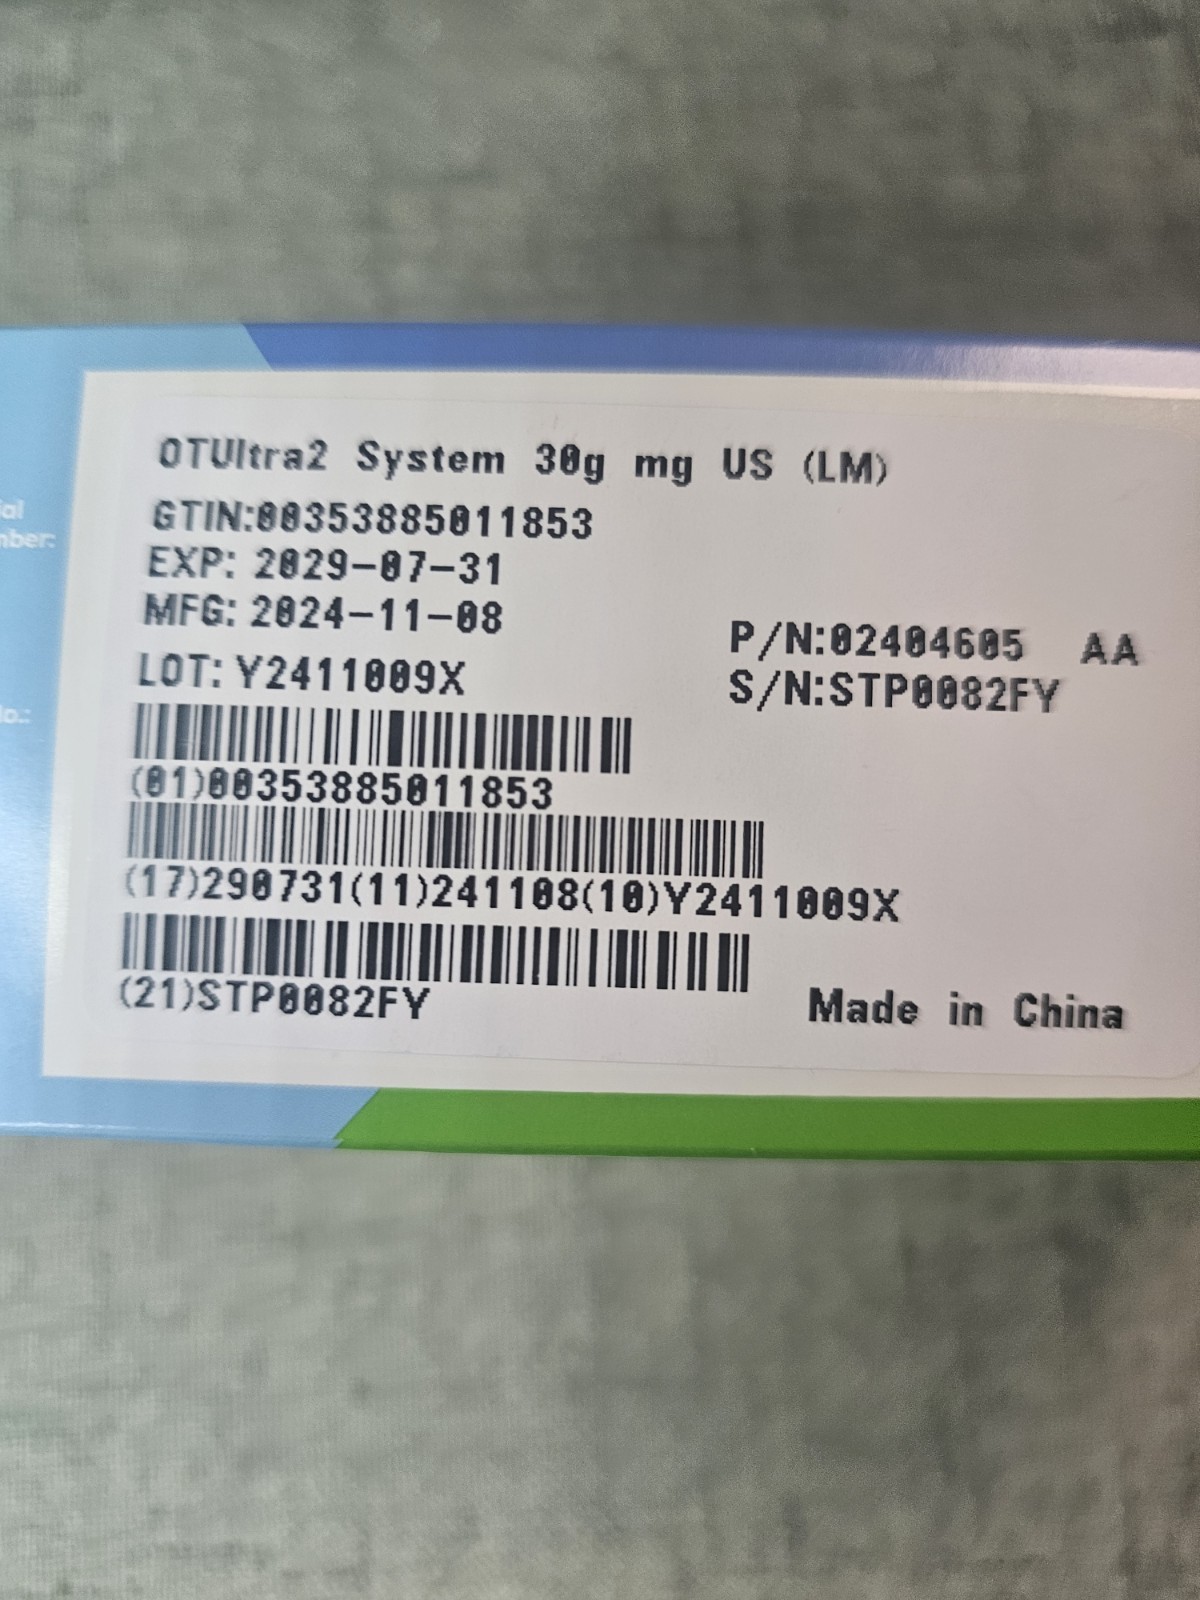 OTUltra2 System 30g mg US (LM)
GTIN:00353885011853
EXP: 2029-07-31
MFG: 2024-11-08
LOT: Y2411009X
P/N:02404605 AA
S/N:STP0082FY
(01)00353885011853
(17)290731(11)241108(10)Y2411009X
(21)STP0082FY
Made in China